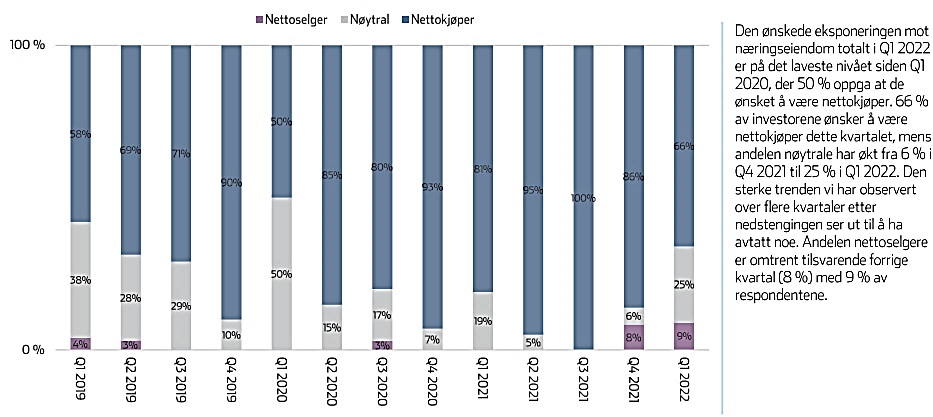 Nettoselger Nøytral Nettokjøper
100 %
58%
69%
71%
90%
50%
85%
80%
93%
81%
95%
100%
86%
66%
38%
28%
29%
10%
50%
15%
17%
7%
19%
5%
6%
25%
4%
3%
3%
8%
9%
0 %
Q1 2019
Q2 2019
Q3 2019
Q4 2019
Q1 2020
Q2 2020
Q3 2020
Q4 2020
Q1 2021
Q2 2021
Q3 2021
Q4 2021
Q1 2022
Den ønskede eksponeringen mot
næringseiendom totalt i Q1 2022
er på det laveste nivået siden Q1
2020, der 50 % oppga at de
ønsket å være nettokjøper. 66 %
av investorene ønsker å være
nettokjøper dette kvartalet, mens
andelen nøytrale har økt fra 6 % i
Q4 2021 til 25 % i Q1 2022. Den
sterke trenden vi har observert
over flere kvartaler etter
nedstengingen ser ut til å ha
avtatt noe. Andelen nettoselgere
er omtrent tilsvarende forrige
kvartal (8 %) med 9 % av
respondentene.